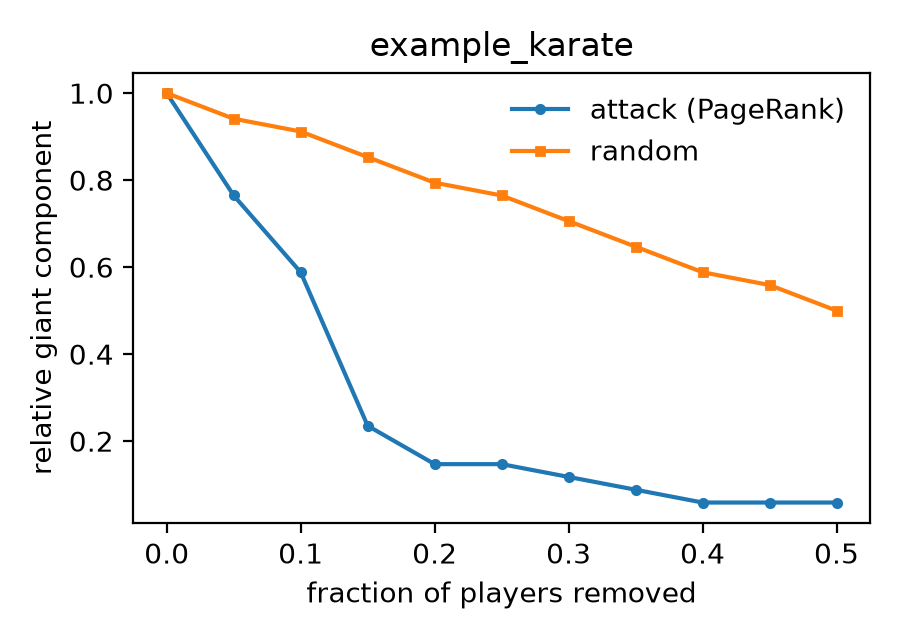 example_karate
attack (PageRank)
random
relative giant component
1.0
0.8
0.6
0.4
0.2
0.0 0.1 0.2 0.3 0.4 0.5
fraction of players removed